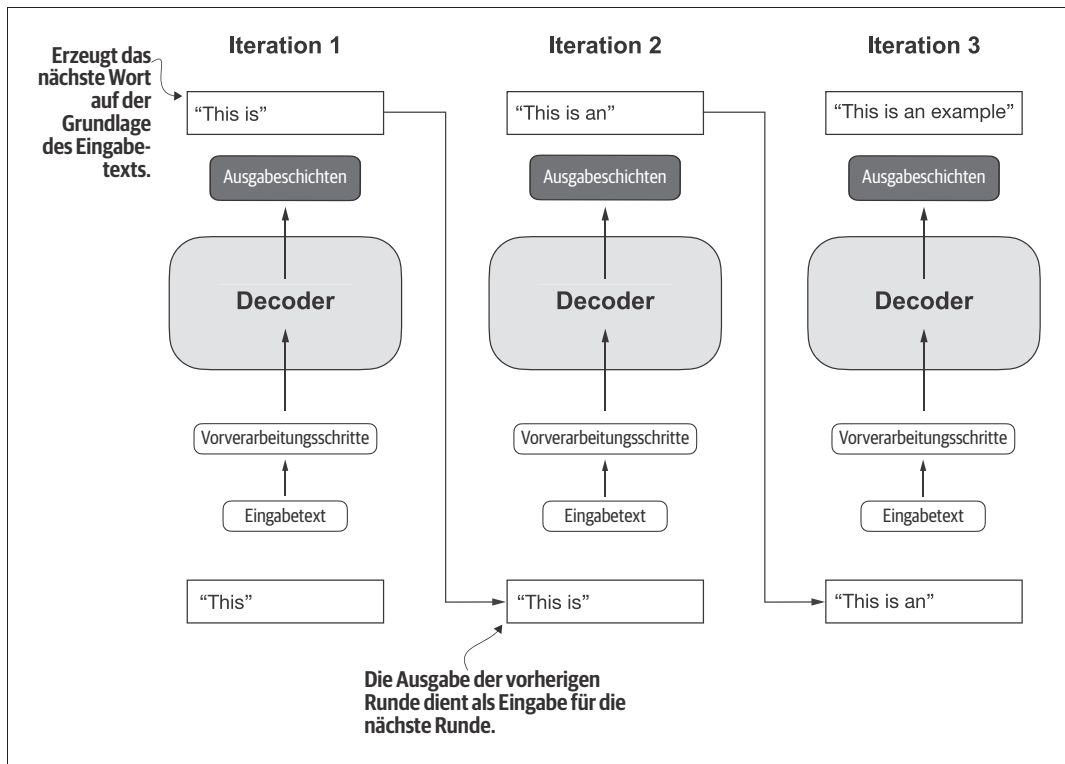 Iteration 1
Iteration 2
Iteration 3
Erzeugt das
nächste Wort
auf der
Grundlage
des Eingabe-
texts.
“This is”
“This is an”
“This is an example”
Ausgabeschichten
Ausgabeschichten
Ausgabeschichten
Decoder
Decoder
Decoder
Vorverarbeitungsschritte
Vorverarbeitungsschritte
Vorverarbeitungsschritte
Eingabetext
Eingabetext
Eingabetext
“This”
“This is”
“This is an”
Die Ausgabe der vorherigen
Runde dient als Eingabe für die
nächste Runde.